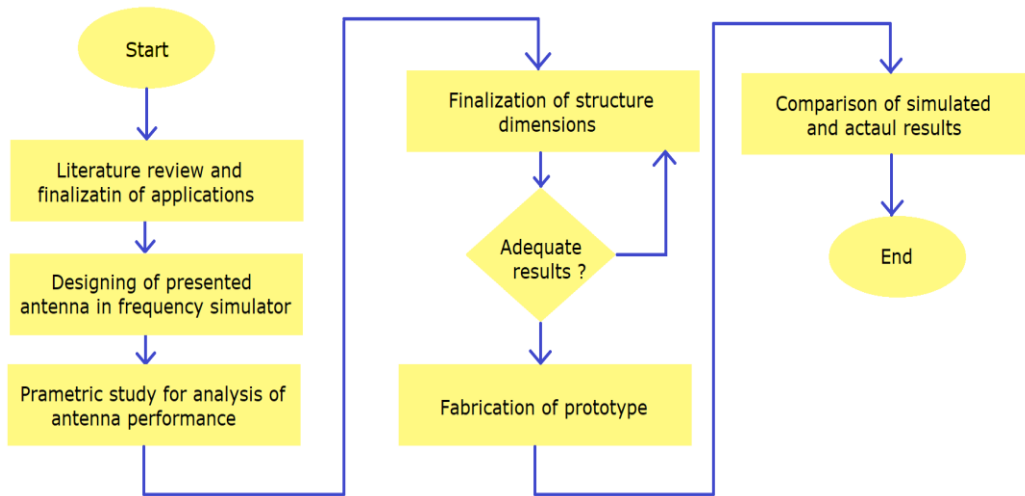 Start
Literature review and
finalizatin of applications
Designing of presented
antenna in frequency simulator
Prametric study for analysis of
antenna performance
Finalization of structure
dimensions
Adequate
results ?
Fabrication of prototype
Comparison of simulated
and actaul results
End